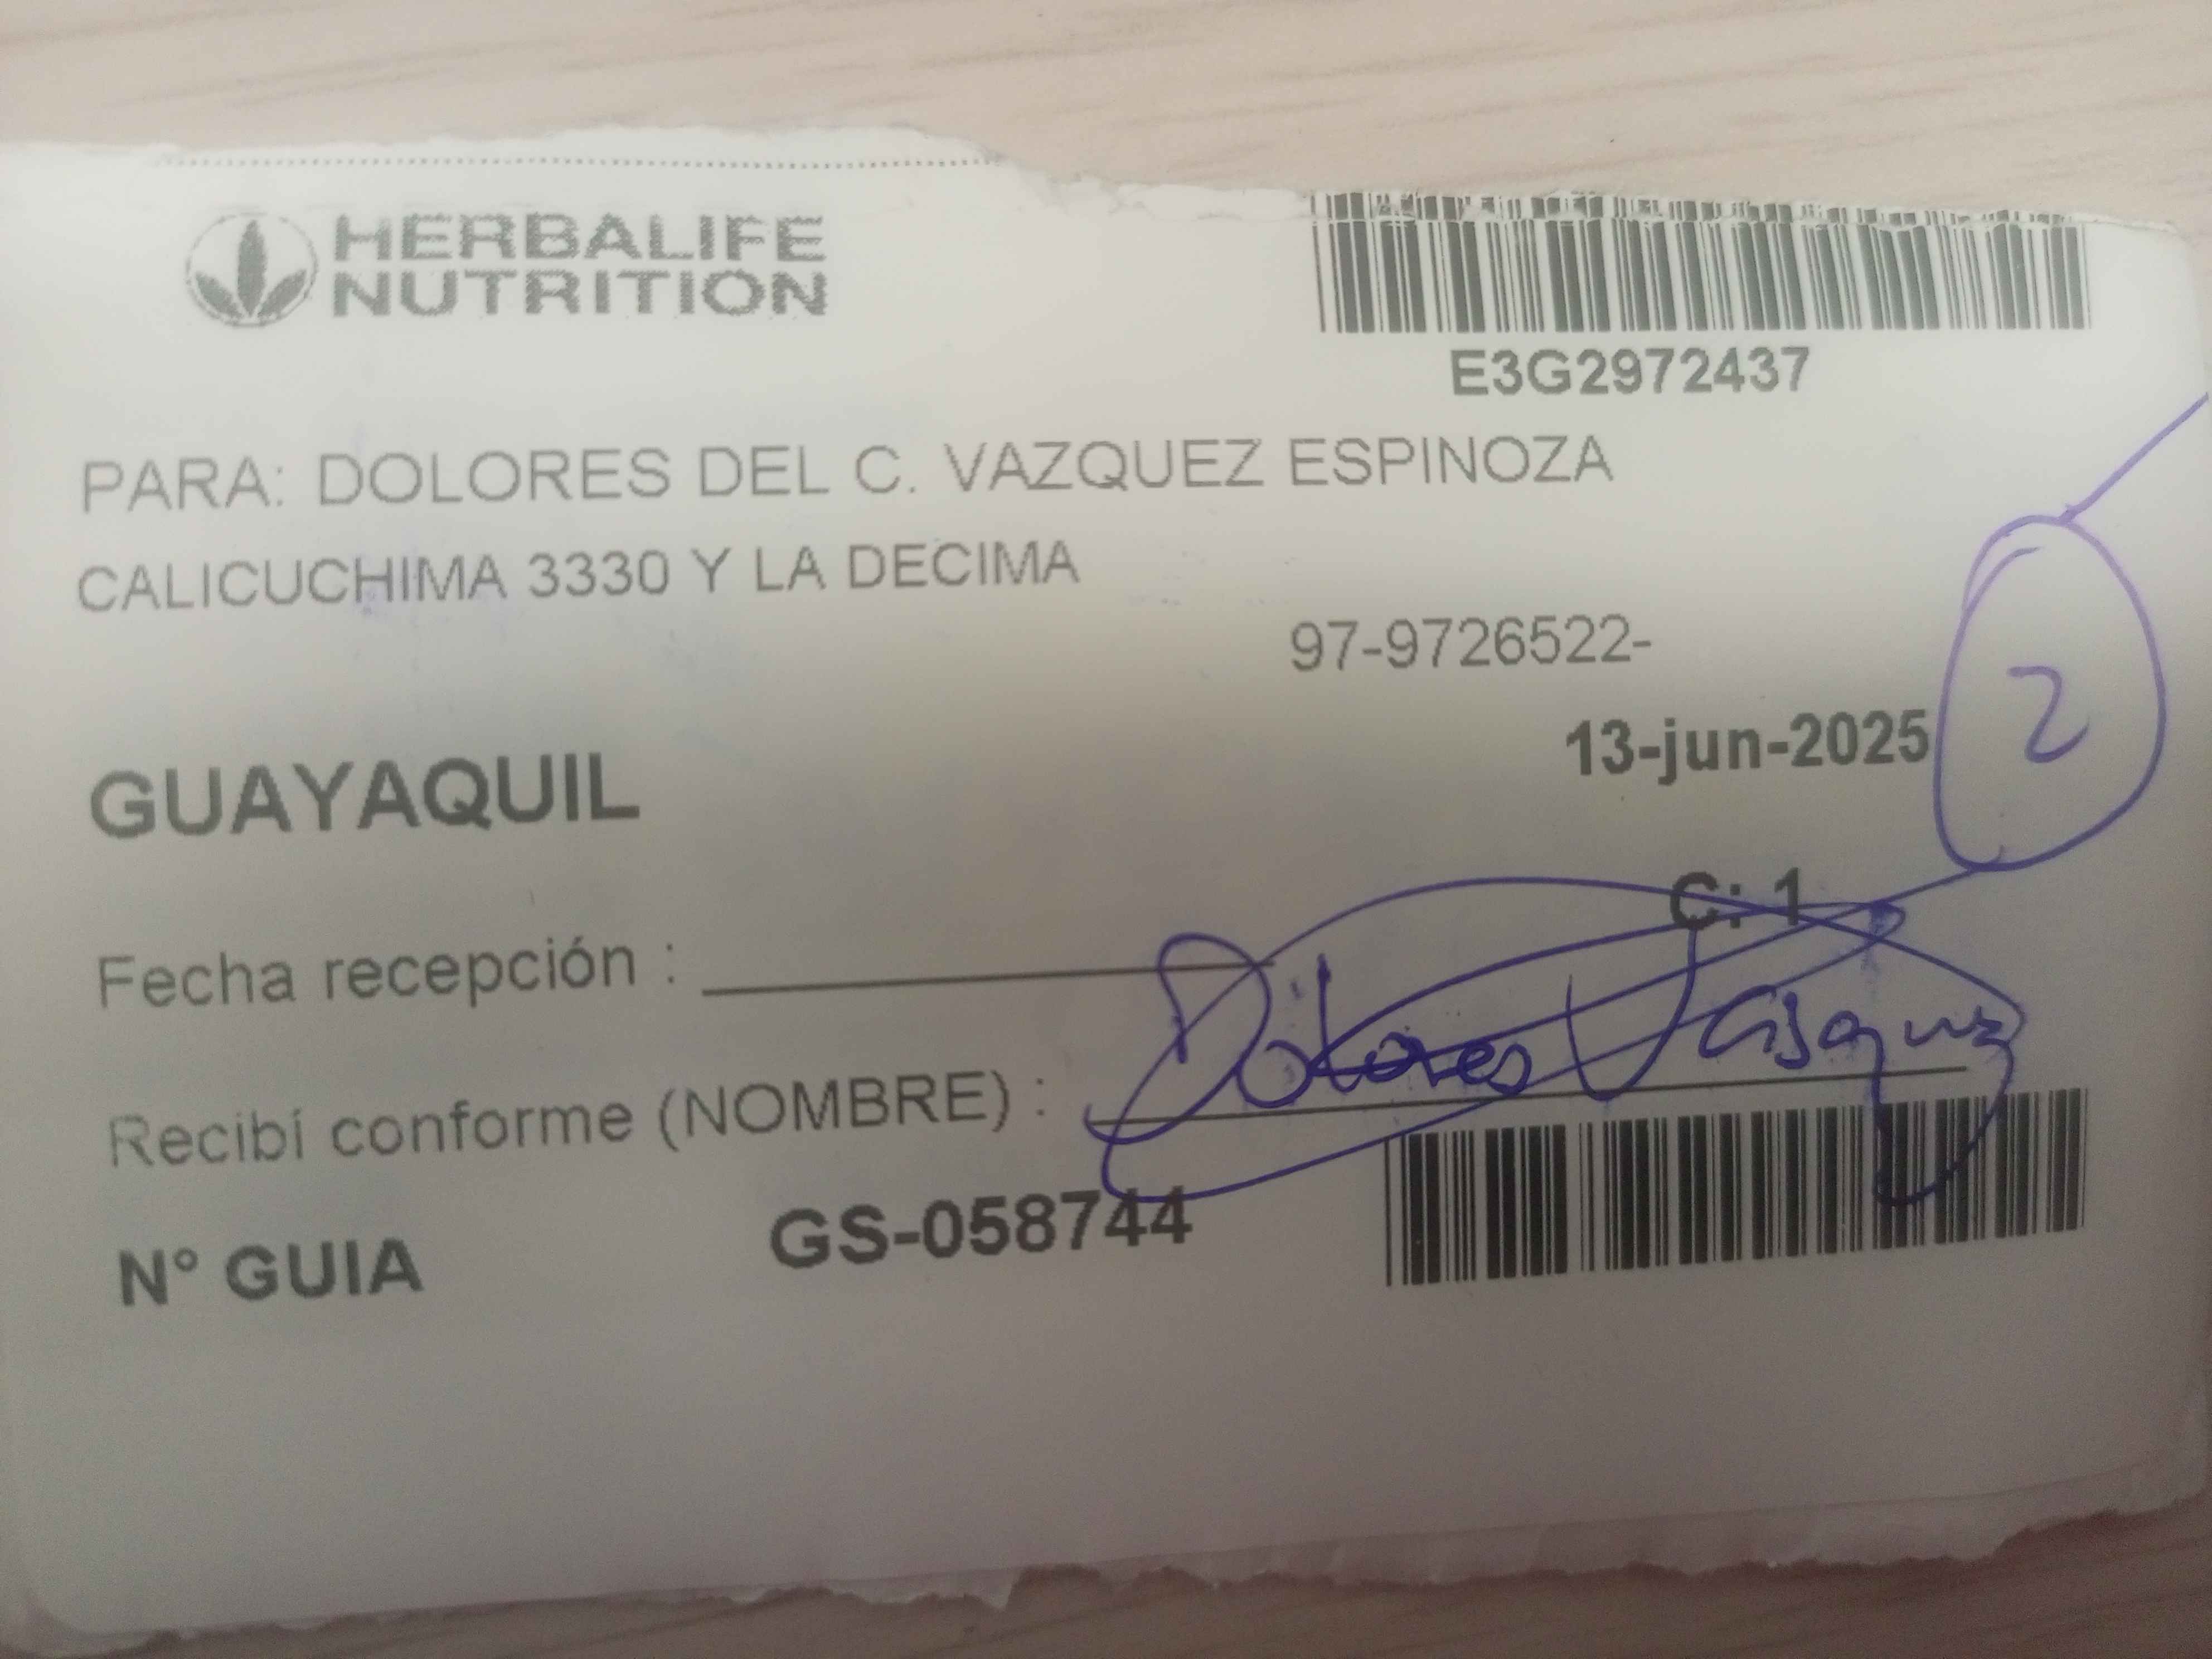 HERBALIFE
NUTRITION
E3G2972437
PARA: DOLORES DEL C. VAZQUEZ ESPINOZA
CALICUCHIMA 3330 Y LA DECIMA
97-9726522-
13-jun-2025
2
GUAYAQUIL
C: 1
Fecha recepción :
Recibí conforme (NOMBRE) : Dolores Vásquez
N° GUIA GS-058744